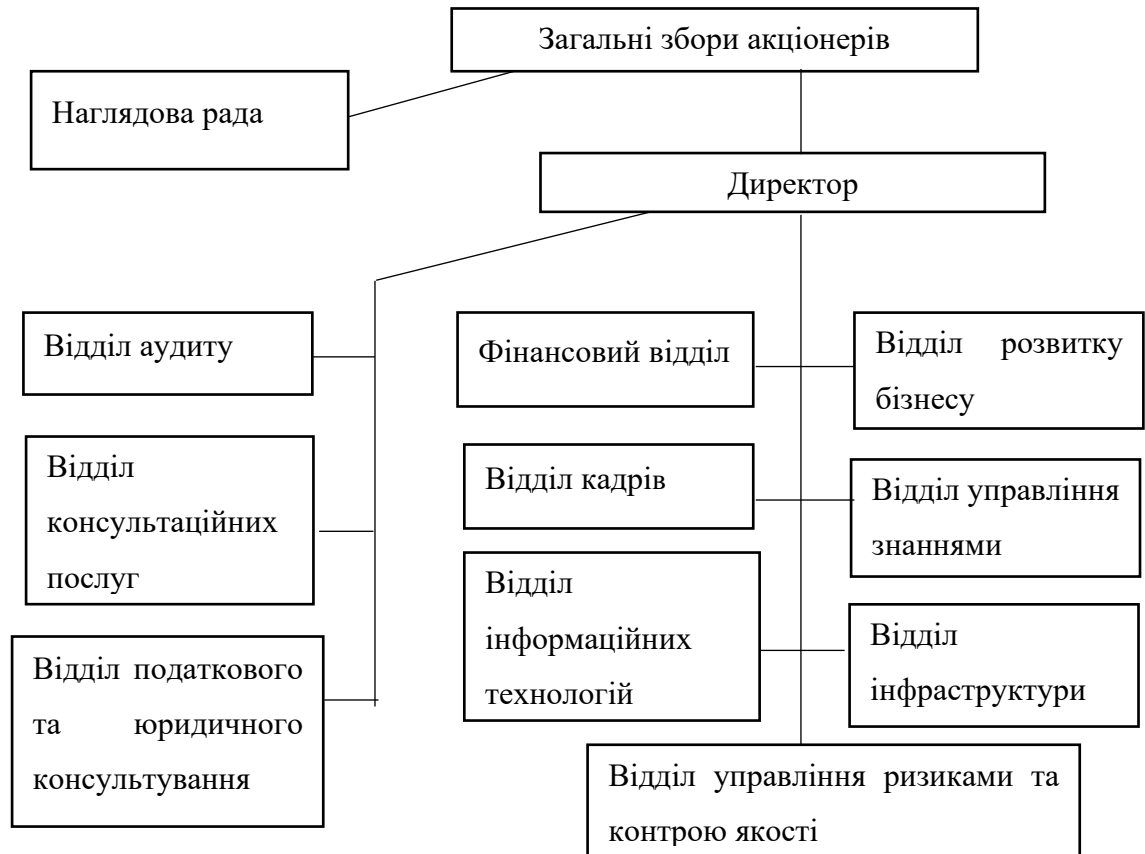 Загальні збори акціонерів
Наглядова рада
Директор
Відділ аудиту
Відділ
консультаційних
послуг
Відділ податкового
та юридичного
консультування
Фінансовий відділ
Відділ розвитку
бізнесу
Відділ кадрів
Відділ управління
знаннями
Відділ
інформаційних
технологій
Відділ
інфраструктури
Відділ управління ризиками та
контрою якості